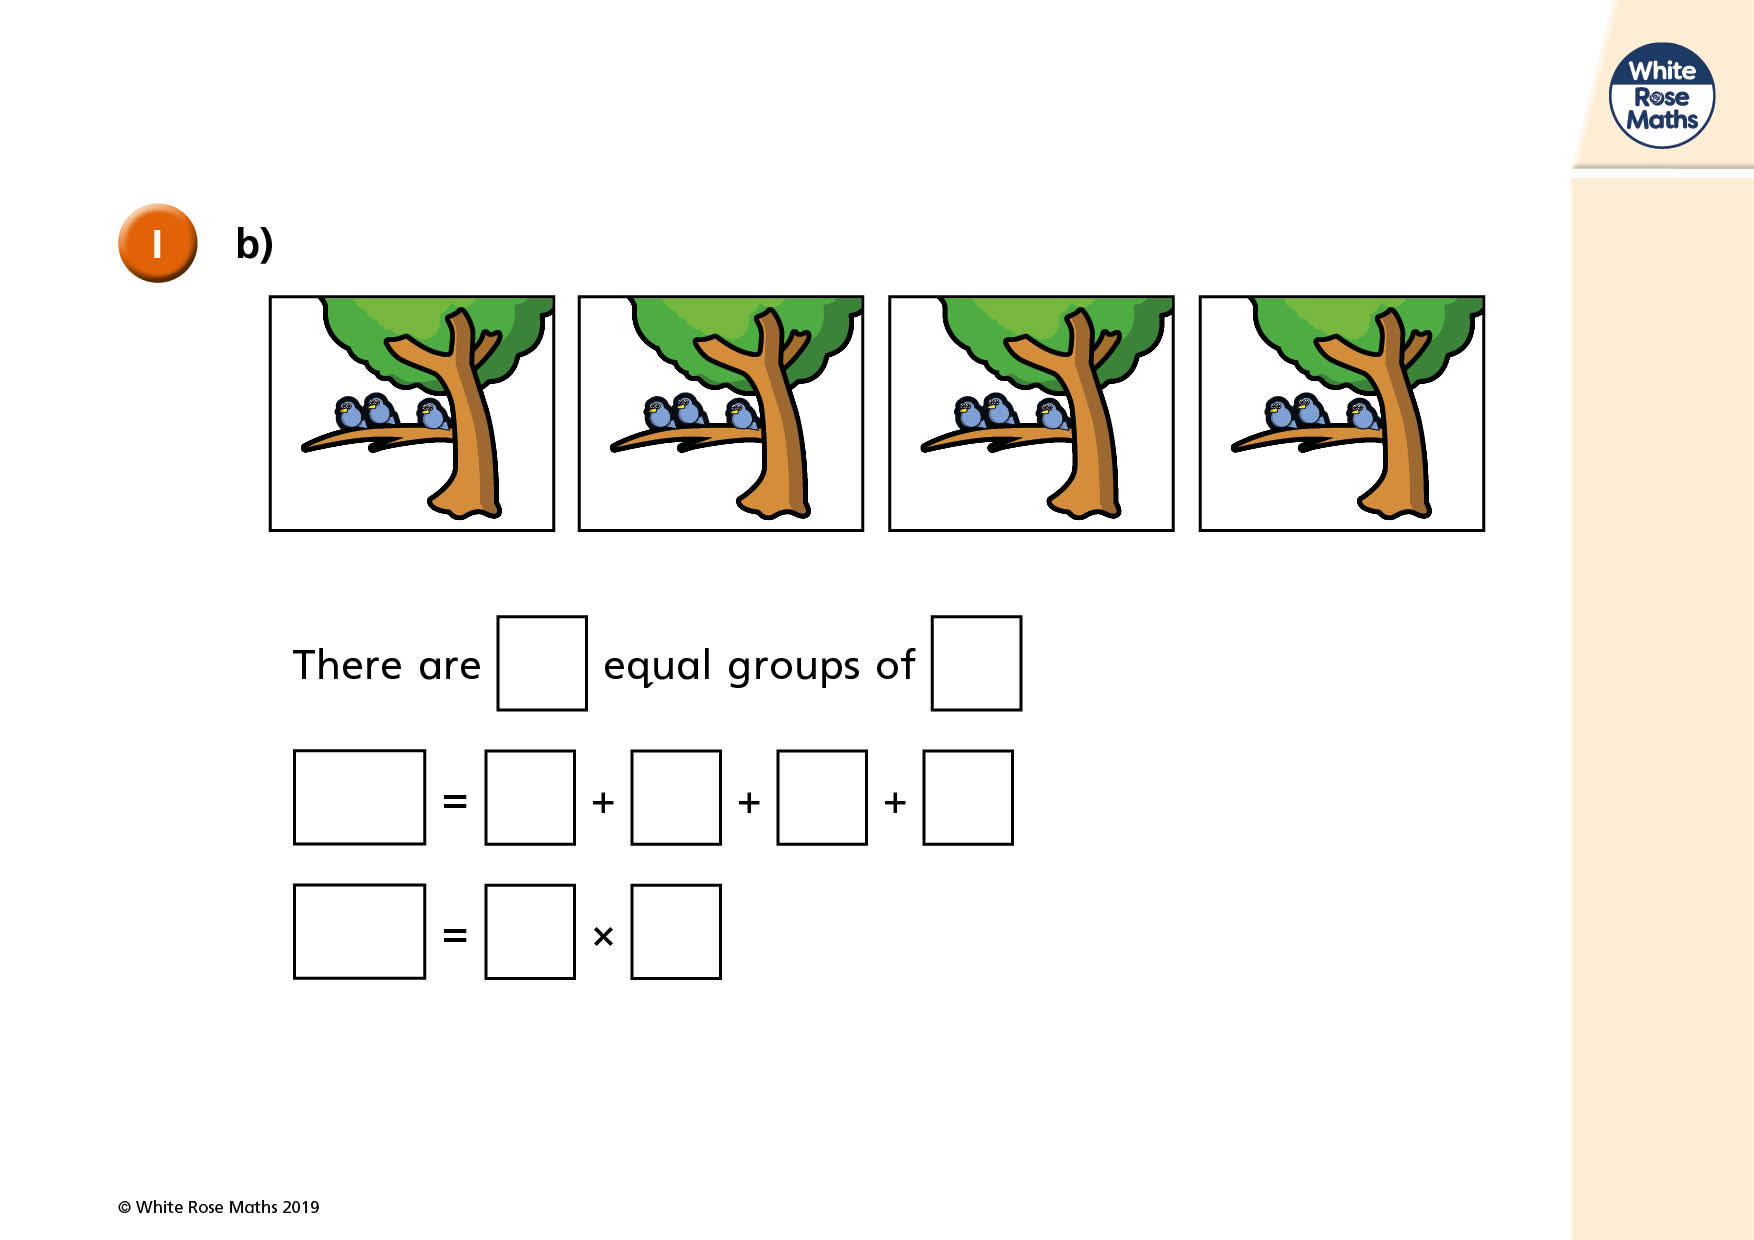 White
Rose
Maths
1 b)
There are equal groups of
= + + +
= ×
© White Rose Maths 2019